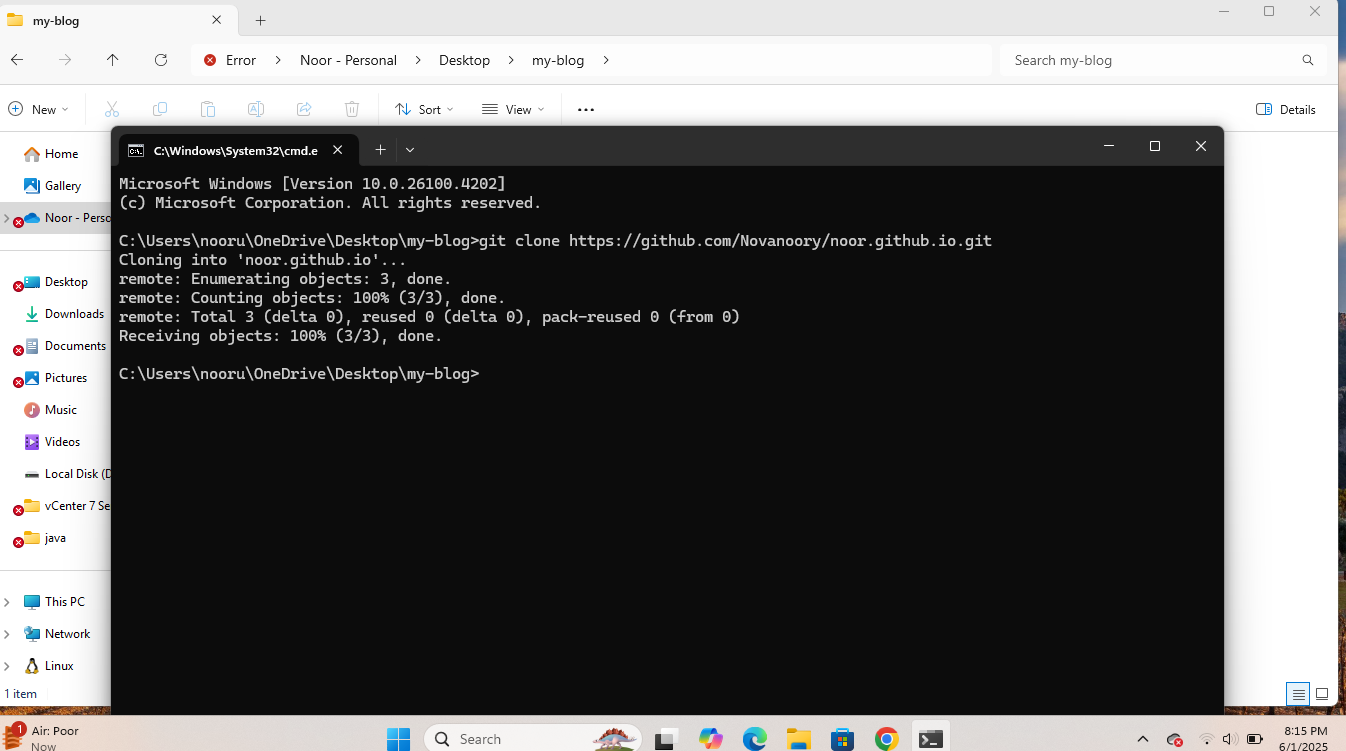 my-blog
Error > Noor - Personal > Desktop > my-blog >
Search my-blog
New
Sort
View
Details
Home
Gallery
Noor - Perso
Desktop
Downloads
Documents
Pictures
Music
Videos
Local Disk (D
vCenter 7 Se
java
This PC
Network
Linux
1 item
C:\Windows\System32\cmd.e
Microsoft Windows [Version 10.0.26100.4202]
(c) Microsoft Corporation. All rights reserved.
C:\Users\nooru\OneDrive\Desktop\my-blog>git clone https://github.com/Novanoory/noor.github.io.git
Cloning into 'noor.github.io'...
remote: Enumerating objects: 3, done.
remote: Counting objects: 100% (3/3), done.
remote: Total 3 (delta 0), reused 0 (delta 0), pack-reused 0 (from 0)
Receiving objects: 100% (3/3), done.
C:\Users\nooru\OneDrive\Desktop\my-blog>
1
Air: Poor
Now
Search
8:15 PM
6/1/2025